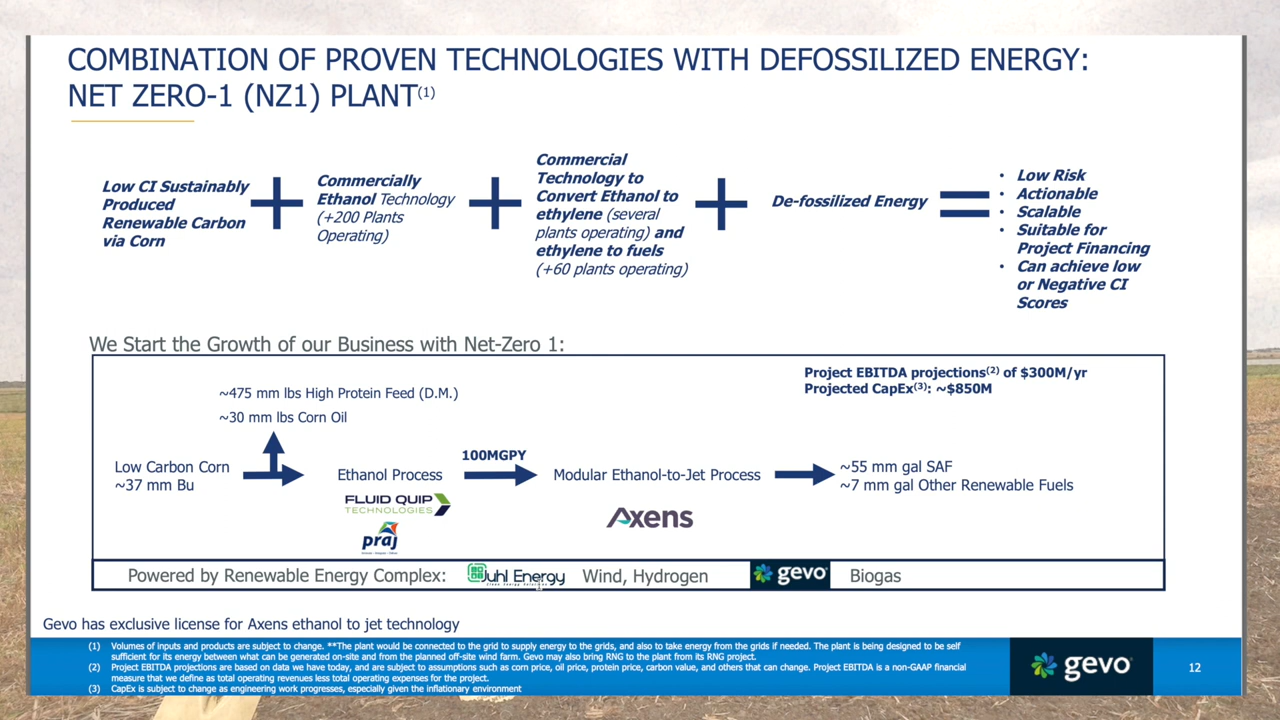 COMBINATION OF PROVEN TECHNOLOGIES WITH DEFOSSILIZED ENERGY:
NET ZERO-1 (NZ1) PLANT(1)
Low CI Sustainably
Produced
Renewable Carbon
via Corn
+
Commercially
Ethanol Technology
(+200 Plants
Operating)
+
Commercial
Technology to
Convert Ethanol to
ethylene (several
plants operating) and
ethylene to fuels
(+60 plants operating)
+
De-fossilized Energy
=
• Low Risk
• Actionable
• Scalable
• Suitable for
Project Financing
• Can achieve low
or Negative CI
Scores
We Start the Growth of our Business with Net-Zero 1:
Project EBITDA projections(2) of $300M/yr
Projected CapEx(3): ~$850M
~475 mm lbs High Protein Feed (D.M.)
~30 mm lbs Corn Oil
Low Carbon Corn
~37 mm Bu
Ethanol Process
FLUID QUIP
TECHNOLOGIES
praj
100MGPY
Modular Ethanol-to-Jet Process
Axens
~55 mm gal SAF
~7 mm gal Other Renewable Fuels
Powered by Renewable Energy Complex: Juhl Energy Wind, Hydrogen gevo Biogas
Clean Energy Solutions
Gevo has exclusive license for Axens ethanol to jet technology
(1) Volumes of inputs and products are subject to change. **The plant would be connected to the grid to supply energy to the grids, and also to take energy from the grids if needed. The plant is being designed to be self
sufficient for its energy between what can be generated on-site and from the planned off-site wind farm. Gevo may also bring RNG to the plant from its RNG project.
(2) Project EBITDA projections are based on data we have today, and are subject to assumptions such as corn price, oil price, protein price, carbon value, and others that can change. Project EBITDA is a non-GAAP financial
measure that we define as total operating revenues less total operating expenses for the project.
(3) CapEx is subject to change as engineering work progresses, especially given the inflationary environment
gevo
12